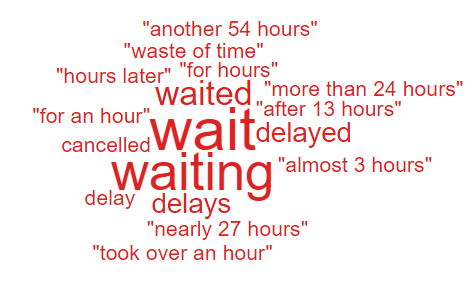 "another 54 hours"
"waste of time"
"hours later" "for hours"
waited "more than 24 hours"
"for an hour" "after 13 hours"
wait delayed
cancelled
waiting "almost 3 hours"
delay delays
"nearly 27 hours"
"took over an hour"